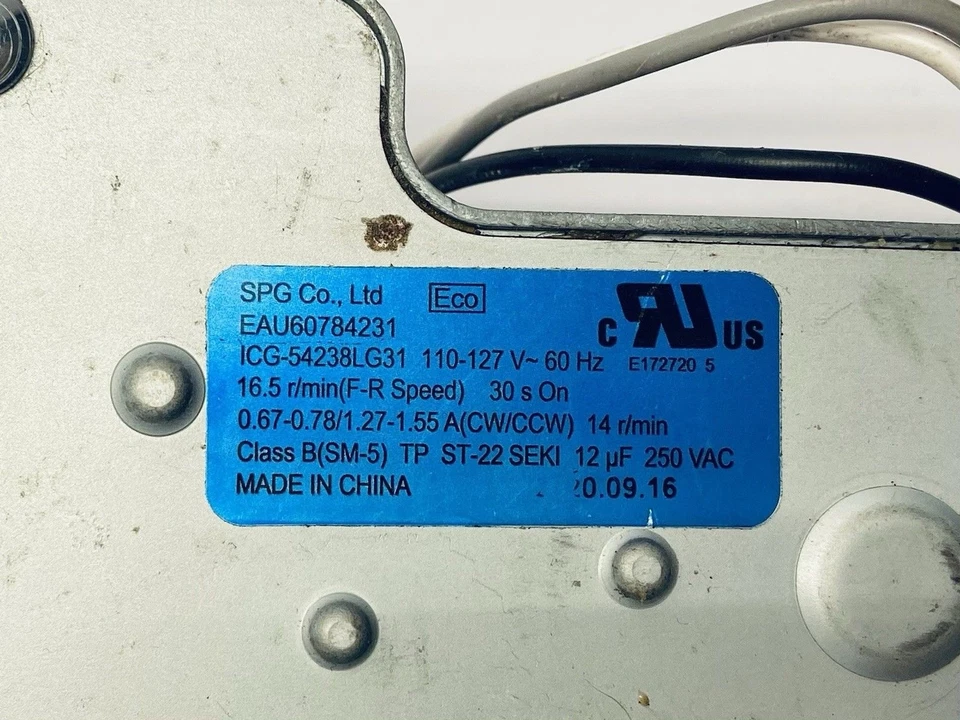 SPG Co., Ltd Eco
EAU60784231
C RU US
ICG-54238LG31 110-127 V~ 60 Hz E172720 5
16.5 r/min(F-R Speed) 30 s On
0.67-0.78/1.27-1.55 A(CW/CCW) 14 r/min
Class B(SM-5) TP ST-22 SEKI 12 µF 250 VAC
MADE IN CHINA 0.09.16